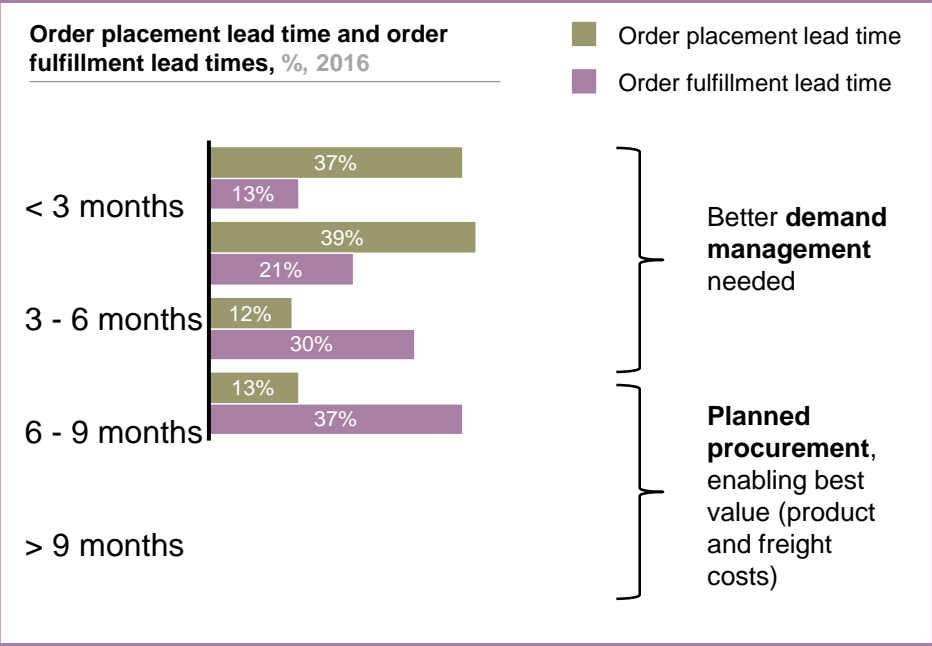 Order placement lead time and order
fulfillment lead times, %, 2016
Order placement lead time
Order fulfillment lead time
37%
13%
< 3 months
39%
21%
3 - 6 months
12%
30%
6 - 9 months
13%
37%
> 9 months
Better demand
management
needed
Planned
procurement,
enabling best
value (product
and freight
costs)